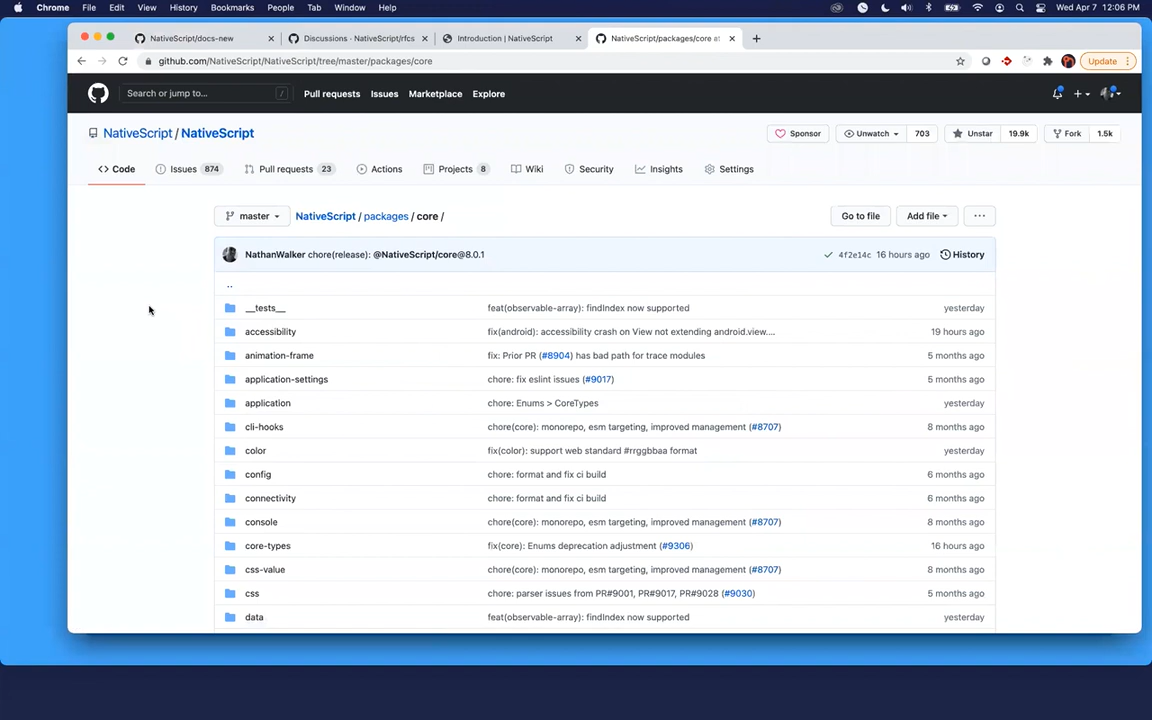 Chrome File Edit View History Bookmarks People Tab Window Help Wed Apr 7 12:06 PM
NativeScript/docs-new Discussions · NativeScript/rfcs Introduction | NativeScript NativeScript/packages/core at
github.com/NativeScript/NativeScript/tree/master/packages/core Update
Search or jump to... / Pull requests Issues Marketplace Explore
NativeScript / NativeScript Sponsor Unwatch 703 Unstar 19.9k Fork 1.5k
Code Issues 874 Pull requests 23 Actions Projects 8 Wiki Security Insights Settings
master NativeScript / packages / core / Go to file Add file ...
NathanWalker chore(release): @NativeScript/core@8.0.1 4f2e14c 16 hours ago History
..
__tests__ feat(observable-array): findIndex now supported yesterday
accessibility fix(android): accessibility crash on View not extending android.view.... 19 hours ago
animation-frame fix: Prior PR (#8904) has bad path for trace modules 5 months ago
application-settings chore: fix eslint issues (#9017) 5 months ago
application chore: Enums > CoreTypes yesterday
cli-hooks chore(core): monorepo, esm targeting, improved management (#8707) 8 months ago
color fix(color): support web standard #rrggbbaa format yesterday
config chore: format and fix ci build 6 months ago
connectivity chore: format and fix ci build 6 months ago
console chore(core): monorepo, esm targeting, improved management (#8707) 8 months ago
core-types fix(core): Enums deprecation adjustment (#9306) 16 hours ago
css-value chore(core): monorepo, esm targeting, improved management (#8707) 8 months ago
css chore: parser issues from PR#9001, PR#9017, PR#9028 (#9030) 5 months ago
data feat(observable-array): findIndex now supported yesterday